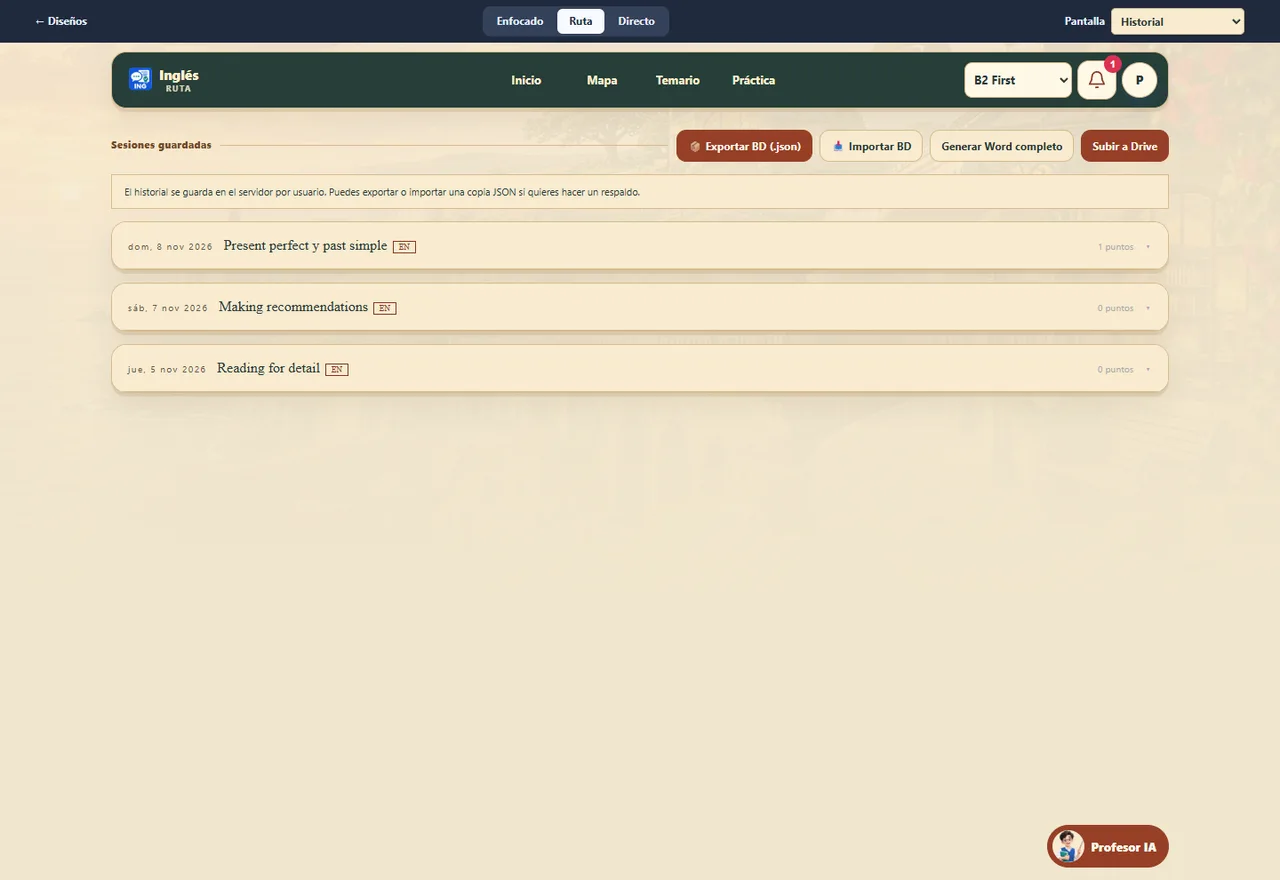 ← Diseños
Enfocado Ruta Directo
Pantalla Historial
ING
Inglés
RUTA
Inicio Mapa Temario Práctica
B2 First
1
P
Sesiones guardadas
Exportar BD (.json) Importar BD Generar Word completo Subir a Drive
El historial se guarda en el servidor por usuario. Puedes exportar o importar una copia JSON si quieres hacer un respaldo.
dom, 8 nov 2026 Present perfect y past simple EN 1 puntos
sáb, 7 nov 2026 Making recommendations EN 0 puntos
jue, 5 nov 2026 Reading for detail EN 0 puntos
Profesor IA